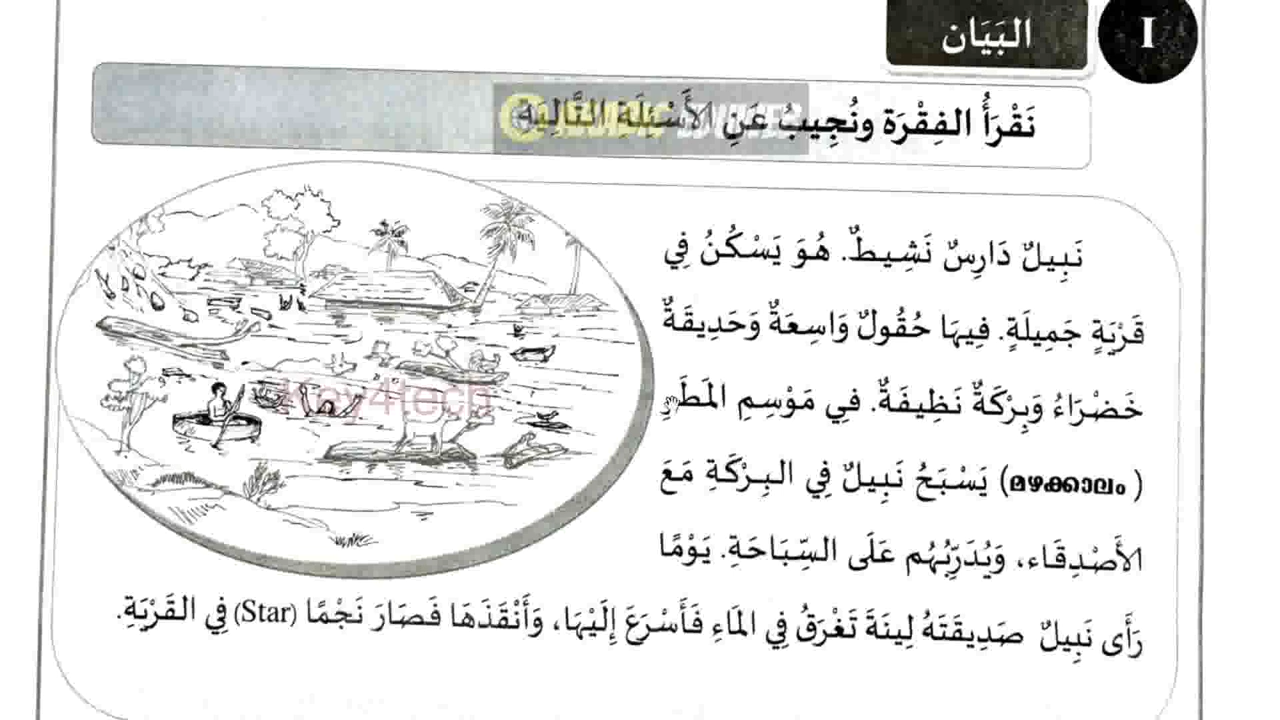 I
البَيَان
نَقْرَأُ الفِقْرَة ونُجِيبُ عَنِ الأَسْئِلَةِ التَّالِيَة
نَبِيلٌ دَارِسٌ نَشِيطٌ. هُوَ يَسْكُنُ فِي
قَرْيَةٍ جَمِيلَةٍ. فِيهَا حُقُولٌ وَاسِعَةٌ وَحَدِيقَةٌ
خَضْرَاءُ وَبِرْكَةٌ نَظِيفَةٌ. فِي مَوْسِمِ المَطَرِ
(മഴക്കാലം) يَسْبَحُ نَبِيلٌ فِي البِرْكَةِ مَعَ
الأَصْدِقَاء، وَيُدَرِّبُهُم عَلَى السِّبَاحَةِ. يَوْمًا
رَأَى نَبِيلٌ صَدِيقَتَهُ لِينَةَ تَغْرَقُ فِي المَاءِ فَأَسْرَعَ إِلَيْهَا، وَأَنْقَذَهَا فَصَارَ نَجْمًا (Star) فِي القَرْيَةِ.
Key4tech